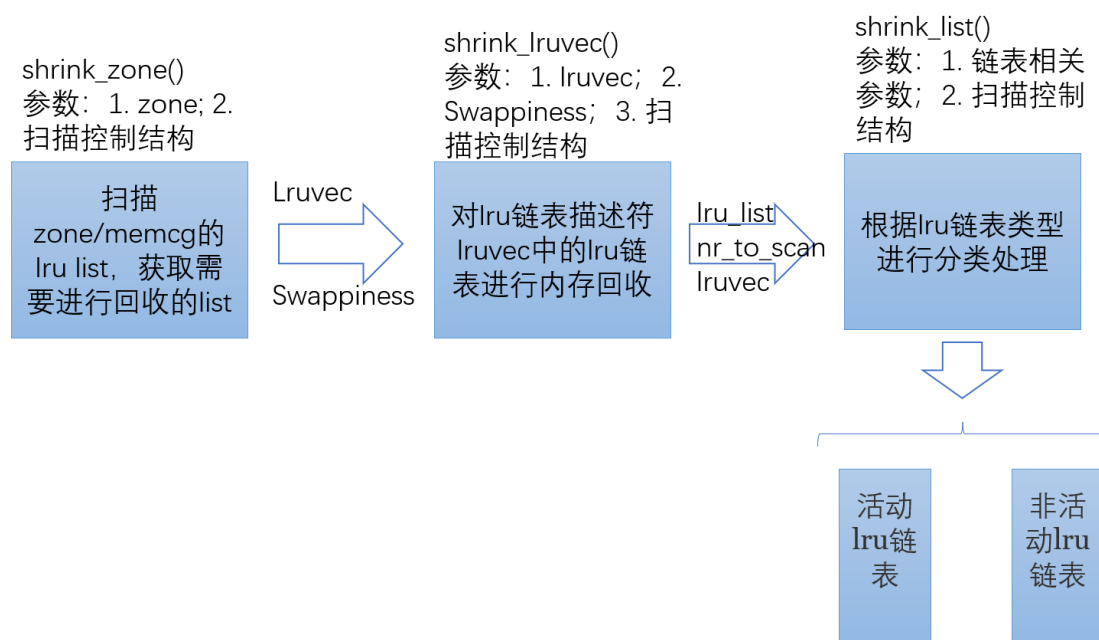 shrink_zone()
参数：1. zone; 2.
扫描控制结构
扫描
zone/memcg的
lru list，获取需
要进行回收的list
Lruvec
Swappiness
shrink_lruvec()
参数：1. lruvec；2.
Swappiness；3. 扫
描控制结构
对lru链表描述符
lruvec中的lru链
表进行内存回收
lru_list
nr_to_scan
lruvec
shrink_list()
参数：1. 链表相关
参数；2. 扫描控制
结构
根据lru链表类型
进行分类处理
活动
lru链
表
非活
动lru
链表